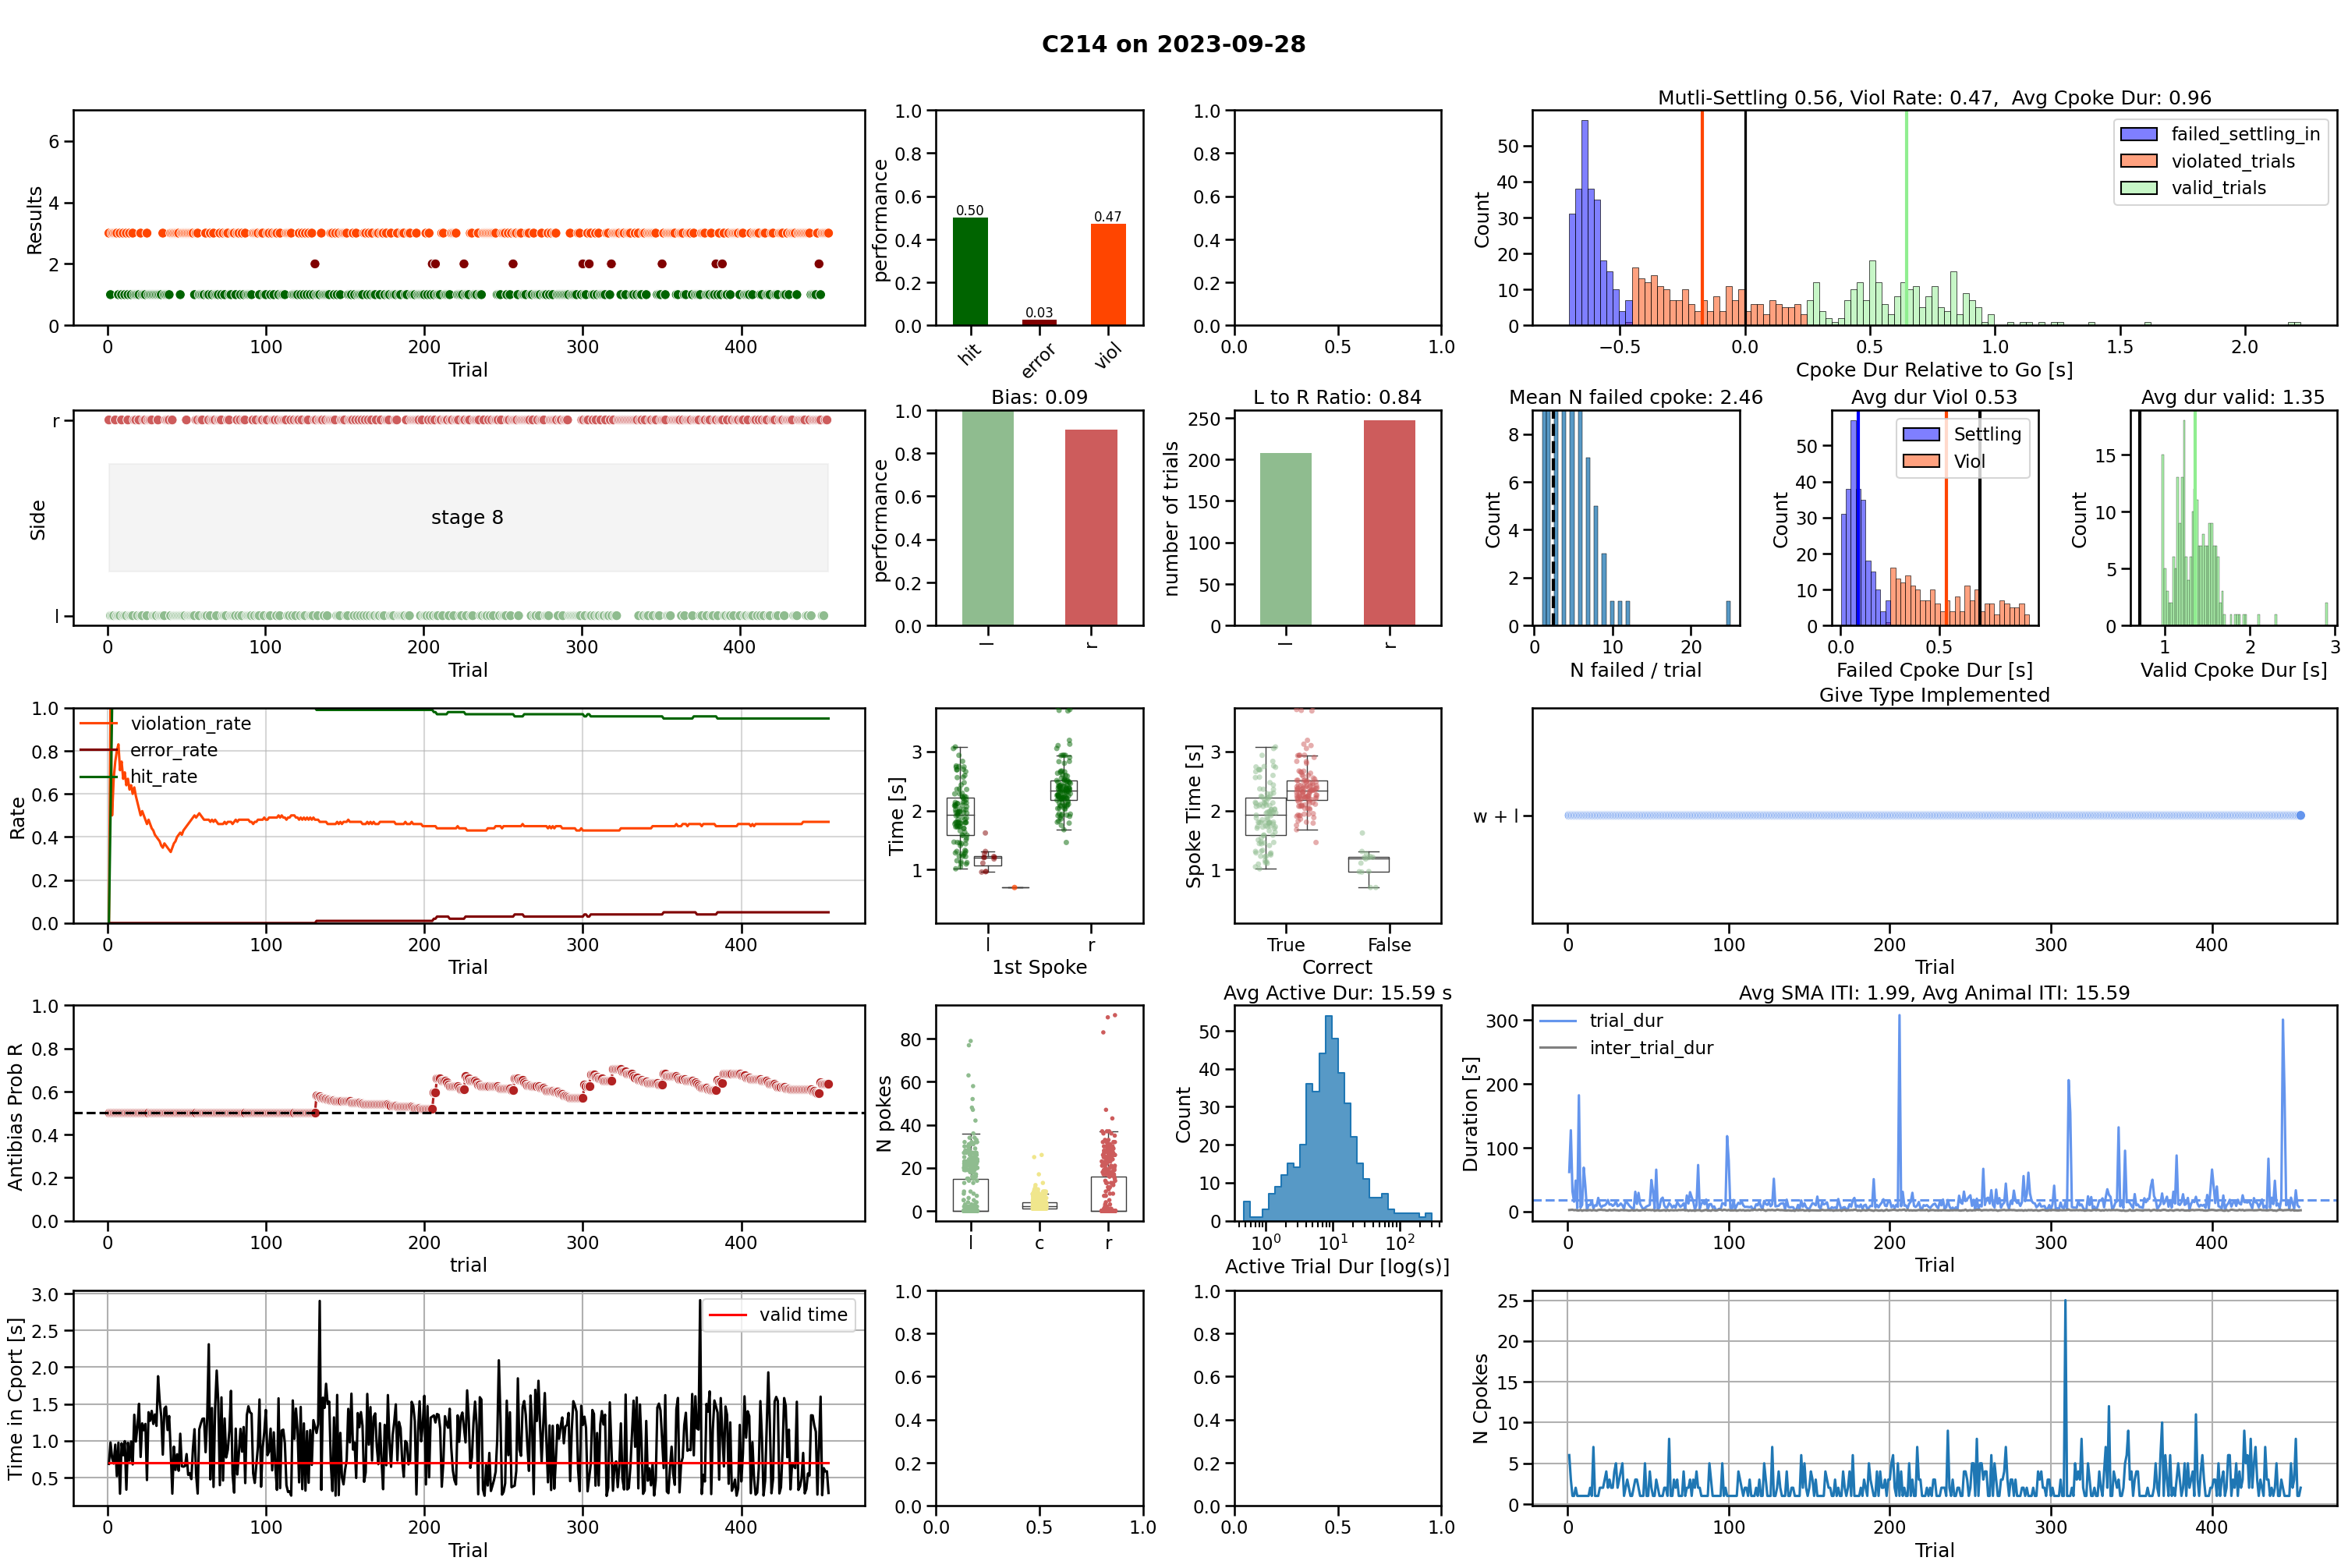 C214 on 2023-09-28
Results
6
4
2
0
0 100 200 300 400
Trial
performance
1.0
0.8
0.6
0.4
0.2
0.0
0.50
0.03
0.47
hit error viol
1.0
0.8
0.6
0.4
0.2
0.0
0.0 0.5 1.0
Mutli-Settling 0.56, Viol Rate: 0.47, Avg Cpoke Dur: 0.96
Count
50
40
30
20
10
0
failed_settling_in
violated_trials
valid_trials
−0.5 0.0 0.5 1.0 1.5 2.0
Cpoke Dur Relative to Go [s]
Side
r
stage 8
l
0 100 200 300 400
Trial
Bias: 0.09
performance
1.0
0.8
0.6
0.4
0.2
0.0
l r
L to R Ratio: 0.84
number of trials
250
200
150
100
50
0
l r
Mean N failed cpoke: 2.46
Count
8
6
4
2
0
0 10 20
N failed / trial
Avg dur Viol 0.53
Count
50
40
30
20
10
0
Settling
Viol
0.0 0.5
Failed Cpoke Dur [s]
Avg dur valid: 1.35
Count
15
10
5
0
1 2 3
Valid Cpoke Dur [s]
Rate
1.0
0.8
0.6
0.4
0.2
0.0
violation_rate
error_rate
hit_rate
0 100 200 300 400
Trial
Time [s]
3
2
1
l r
1st Spoke
Spoke Time [s]
3
2
1
True False
Correct
Give Type Implemented
w + l
0 100 200 300 400
Trial
Antibias Prob R
1.0
0.8
0.6
0.4
0.2
0.0
0 100 200 300 400
trial
N pokes
80
60
40
20
0
l c r
Avg Active Dur: 15.59 s
Count
50
40
30
20
10
0
10⁰ 10¹ 10²
Active Trial Dur [log(s)]
Avg SMA ITI: 1.99, Avg Animal ITI: 15.59
Duration [s]
300
200
100
0
trial_dur
inter_trial_dur
0 100 200 300 400
Trial
Time in Cport [s]
3.0
2.5
2.0
1.5
1.0
0.5
valid time
0 100 200 300 400
Trial
1.0
0.8
0.6
0.4
0.2
0.0
0.0 0.5 1.0
1.0
0.8
0.6
0.4
0.2
0.0
0.0 0.5 1.0
N Cpokes
25
20
15
10
5
0
0 100 200 300 400
Trial